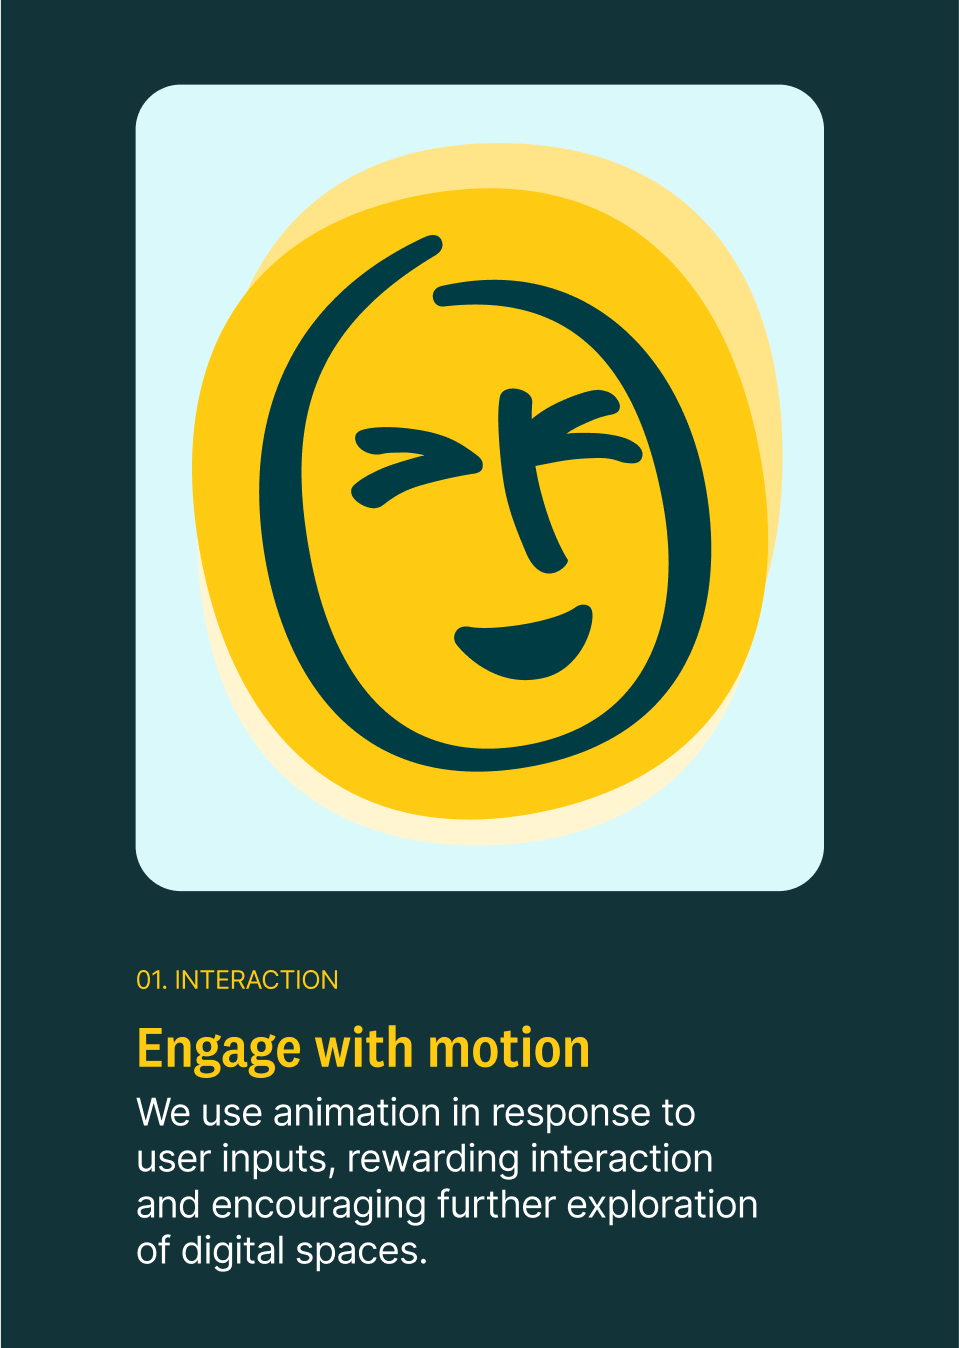 01. INTERACTION
Engage with motion
We use animation in response to
user inputs, rewarding interaction
and encouraging further exploration
of digital spaces.